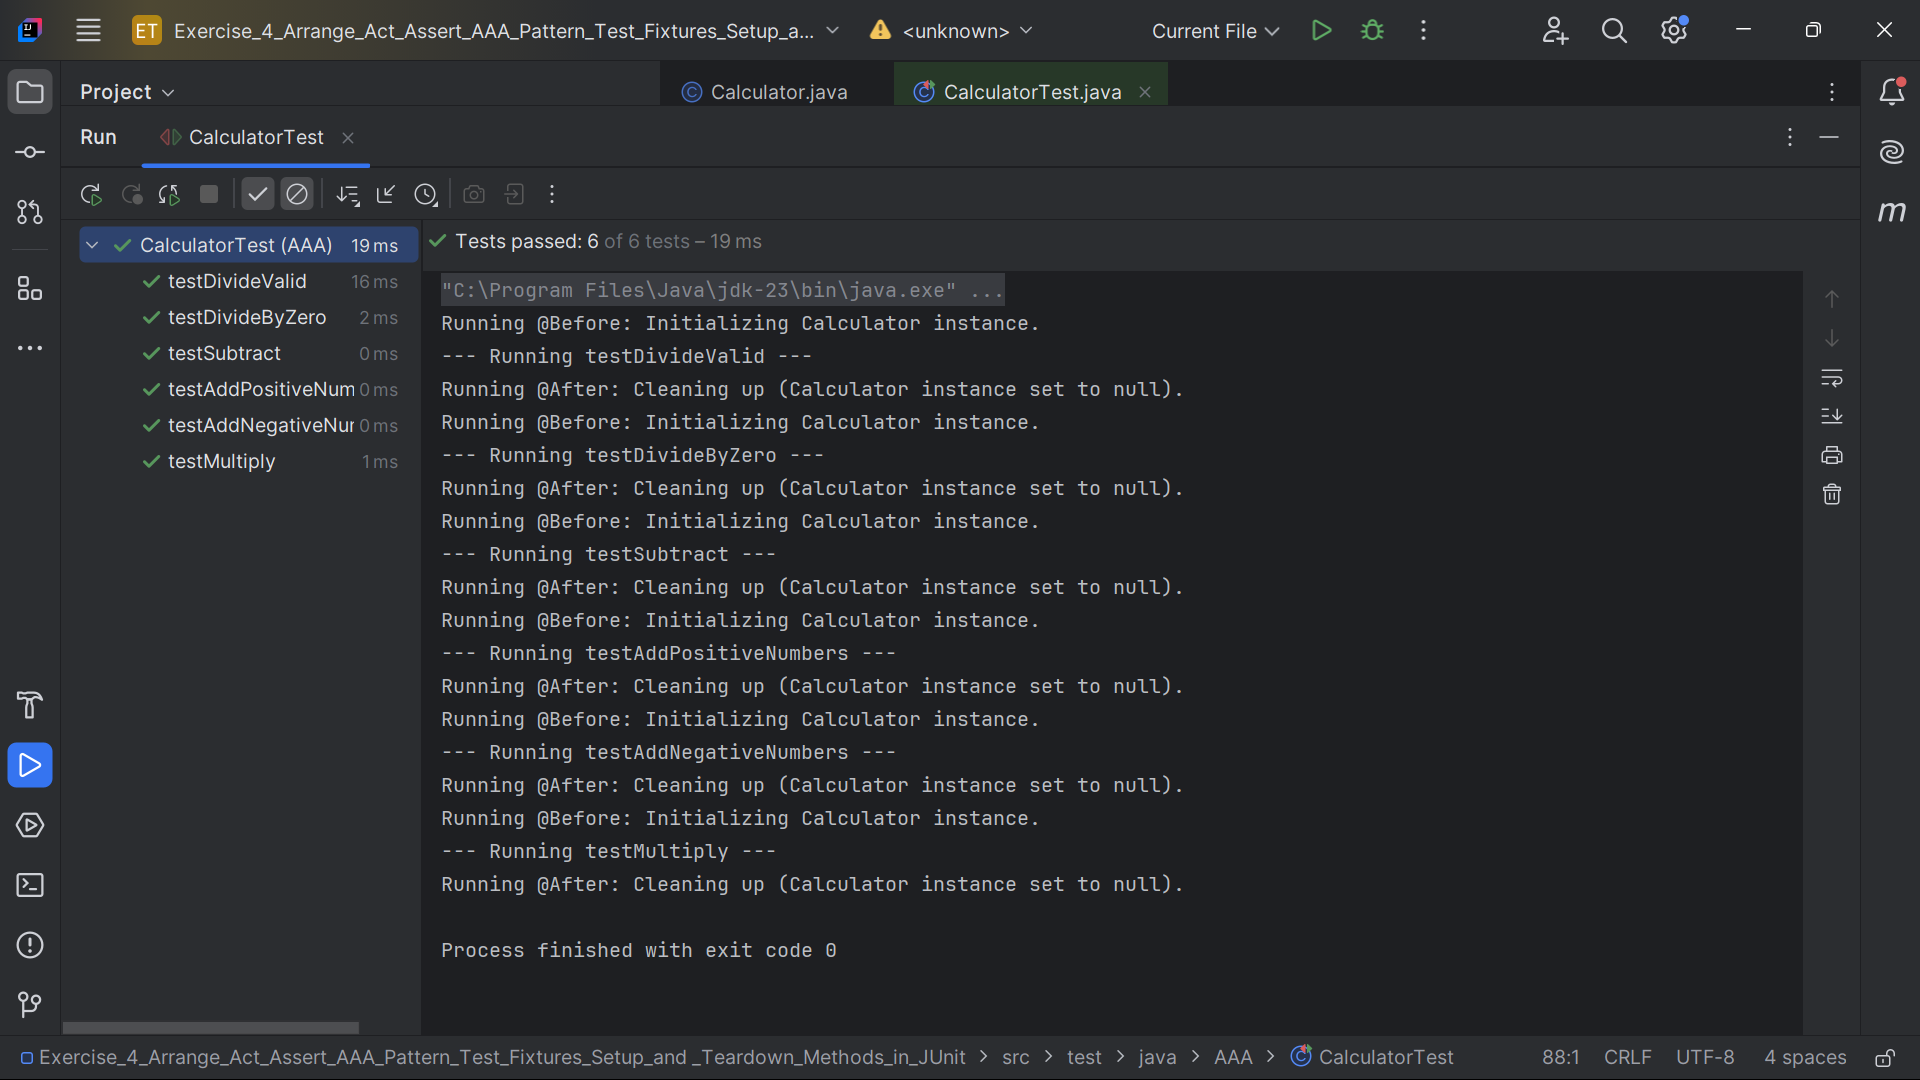 ET Exercise_4_Arrange_Act_Assert_AAA_Pattern_Test_Fixtures_Setup_a... <unknown> Current File
Project Calculator.java CalculatorTest.java
Run CalculatorTest
CalculatorTest (AAA) 19 ms
testDivideValid 16 ms
testDivideByZero 2 ms
testSubtract 0 ms
testAddPositiveNum 0 ms
testAddNegativeNur 0 ms
testMultiply 1 ms
Tests passed: 6 of 6 tests – 19 ms
"C:\Program Files\Java\jdk-23\bin\java.exe" ...
Running @Before: Initializing Calculator instance.
--- Running testDivideValid ---
Running @After: Cleaning up (Calculator instance set to null).
Running @Before: Initializing Calculator instance.
--- Running testDivideByZero ---
Running @After: Cleaning up (Calculator instance set to null).
Running @Before: Initializing Calculator instance.
--- Running testSubtract ---
Running @After: Cleaning up (Calculator instance set to null).
Running @Before: Initializing Calculator instance.
--- Running testAddPositiveNumbers ---
Running @After: Cleaning up (Calculator instance set to null).
Running @Before: Initializing Calculator instance.
--- Running testAddNegativeNumbers ---
Running @After: Cleaning up (Calculator instance set to null).
Running @Before: Initializing Calculator instance.
--- Running testMultiply ---
Running @After: Cleaning up (Calculator instance set to null).
Process finished with exit code 0
Exercise_4_Arrange_Act_Assert_AAA_Pattern_Test_Fixtures_Setup_and _Teardown_Methods_in_JUnit > src > test > java > AAA > CalculatorTest 88:1 CRLF UTF-8 4 spaces